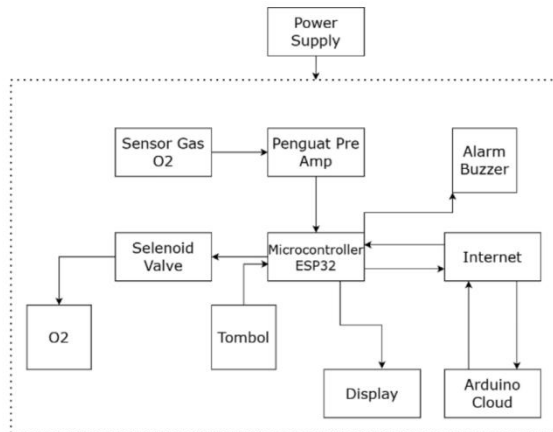 Power
Supply
Sensor Gas
O2
Penguat Pre
Amp
Alarm
Buzzer
Selenoid
Valve
Microcontroller
ESP32
Internet
O2
Tombol
Display
Arduino
Cloud